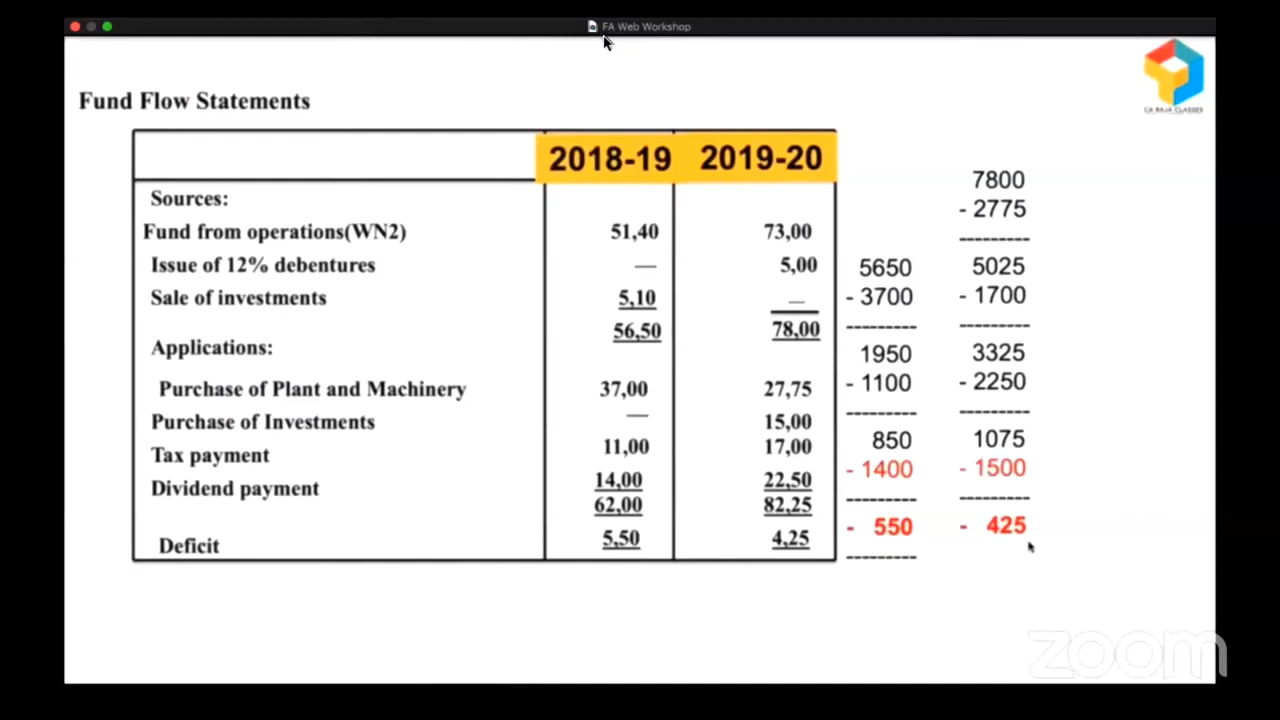 FA Web Workshop
CA RAJA CLASSES
Fund Flow Statements
2018-19 2019-20
Sources:
Fund from operations(WN2) 51,40 73,00
Issue of 12% debentures — 5,00
Sale of investments 5,10 —
56,50 78,00
Applications:
Purchase of Plant and Machinery 37,00 27,75
Purchase of Investments — 15,00
Tax payment 11,00 17,00
Dividend payment 14,00 22,50
62,00 82,25
Deficit 5,50 4,25
5650
- 3700
---------
1950
- 1100
---------
850
- 1400
---------
- 550
---------
7800
- 2775
---------
5025
- 1700
---------
3325
- 2250
---------
1075
- 1500
---------
- 425
zoom